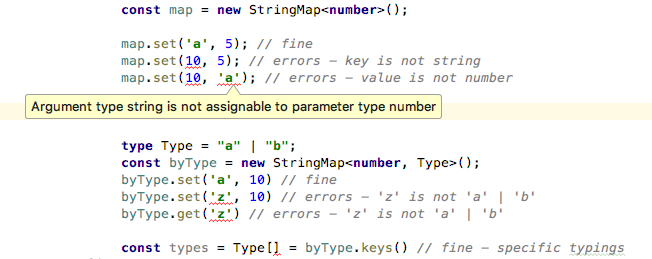 const map = new StringMap<number>();
map.set('a', 5); // fine
map.set(10, 5); // errors – key is not string
map.set(10, 'a'); // errors – value is not number
Argument type string is not assignable to parameter type number
type Type = "a" | "b";
const byType = new StringMap<number, Type>();
byType.set('a', 10) // fine
byType.set('z', 10) // errors – 'z' is not 'a' | 'b'
byType.get('z') // errors – 'z' is not 'a' | 'b'
const types = Type[] = byType.keys() // fine – specific typings